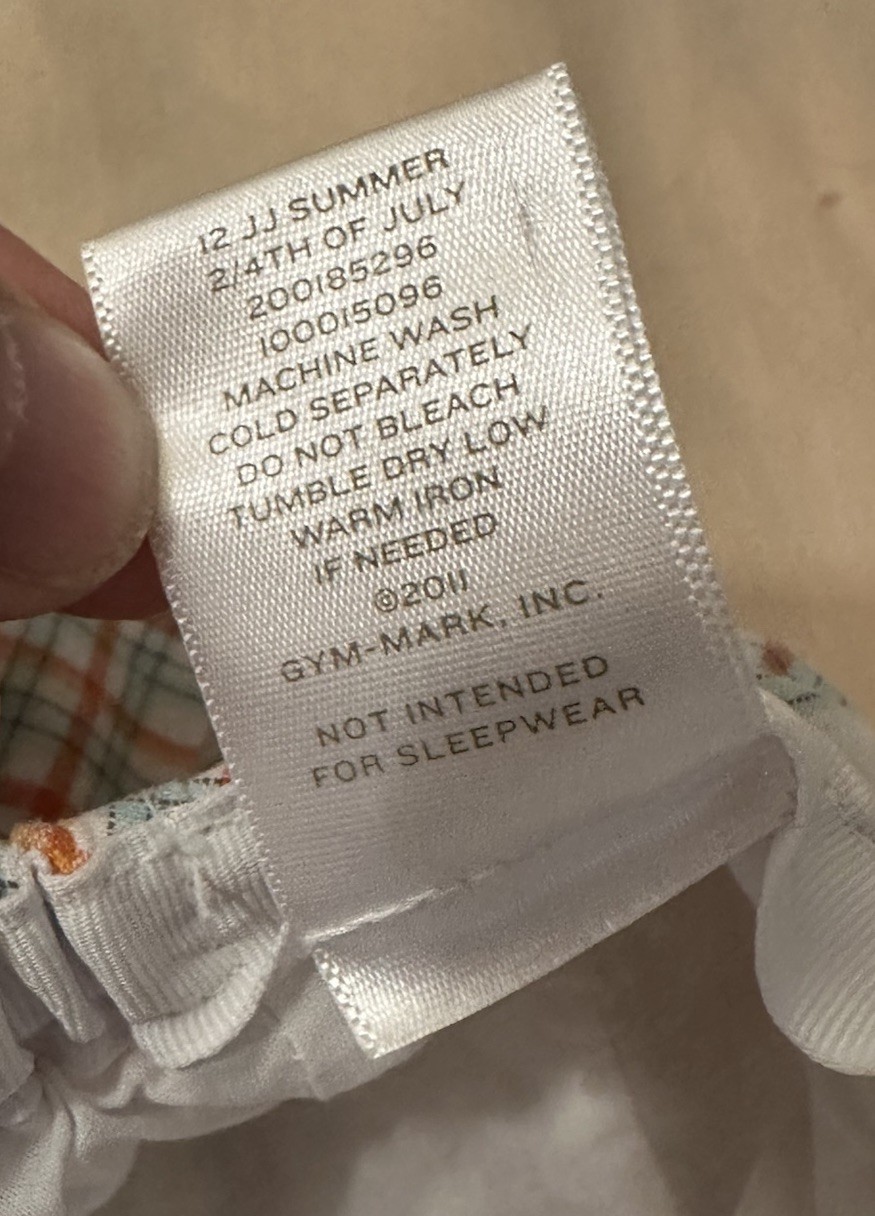 12 JJ SUMMER
2/4TH OF JULY
200185296
100015096
MACHINE WASH
COLD SEPARATELY
DO NOT BLEACH
TUMBLE DRY LOW
WARM IRON
IF NEEDED
©2011
GYM-MARK, INC.
NOT INTENDED
FOR SLEEPWEAR